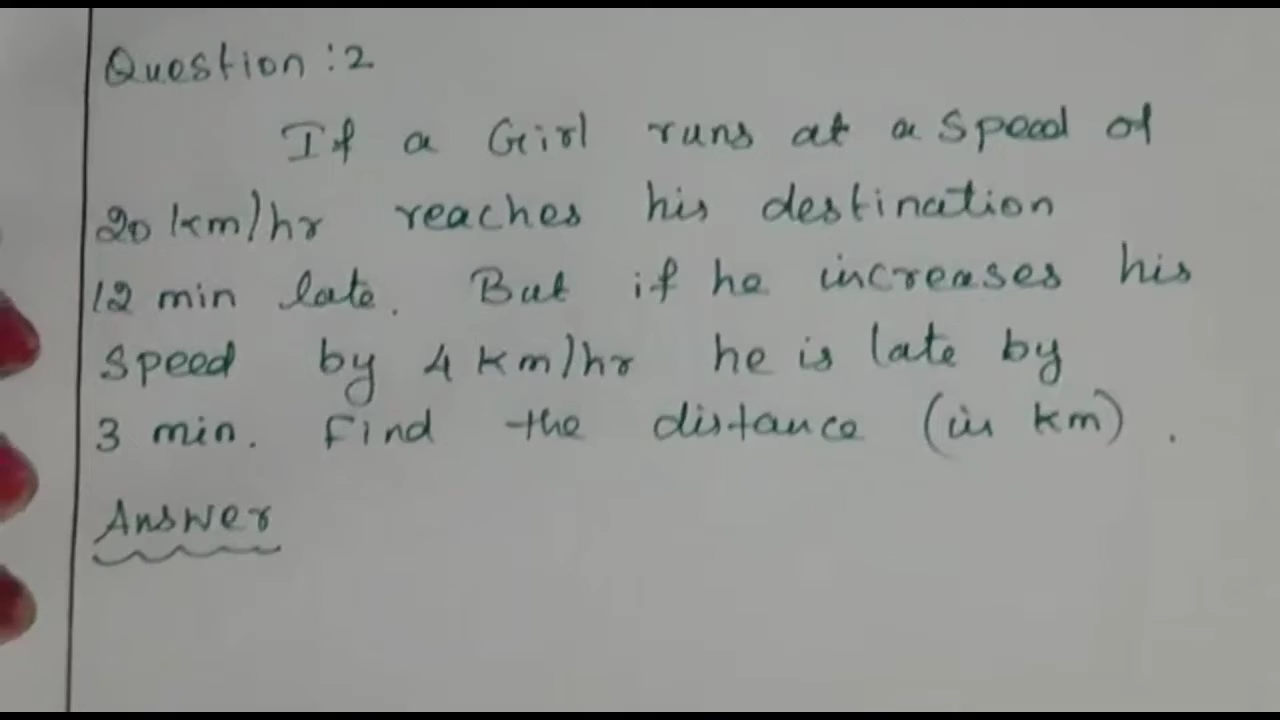 Question : 2
If a Girl runs at a speed of
20 km/hr reaches his destination
12 min late. But if he increases his
speed by 4 km/hr he is late by
3 min. Find the distance (in km).
Answer